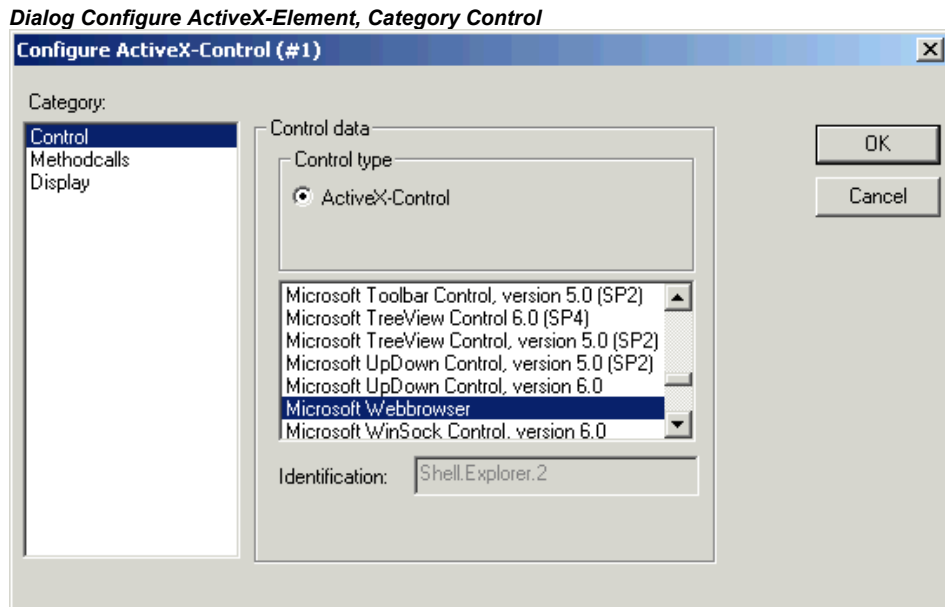 Dialog Configure ActiveX-Element, Category Control
Configure ActiveX-Control (#1)
Category:
Control
Methodcalls
Display
Control data
Control type
ActiveX-Control
Microsoft Toolbar Control, version 5.0 (SP2)
Microsoft TreeView Control 6.0 (SP4)
Microsoft TreeView Control, version 5.0 (SP2)
Microsoft UpDown Control, version 5.0 (SP2)
Microsoft UpDown Control, version 6.0
Microsoft Webbrowser
Microsoft WinSock Control, version 6.0
Identification:
Shell.Explorer.2
OK
Cancel